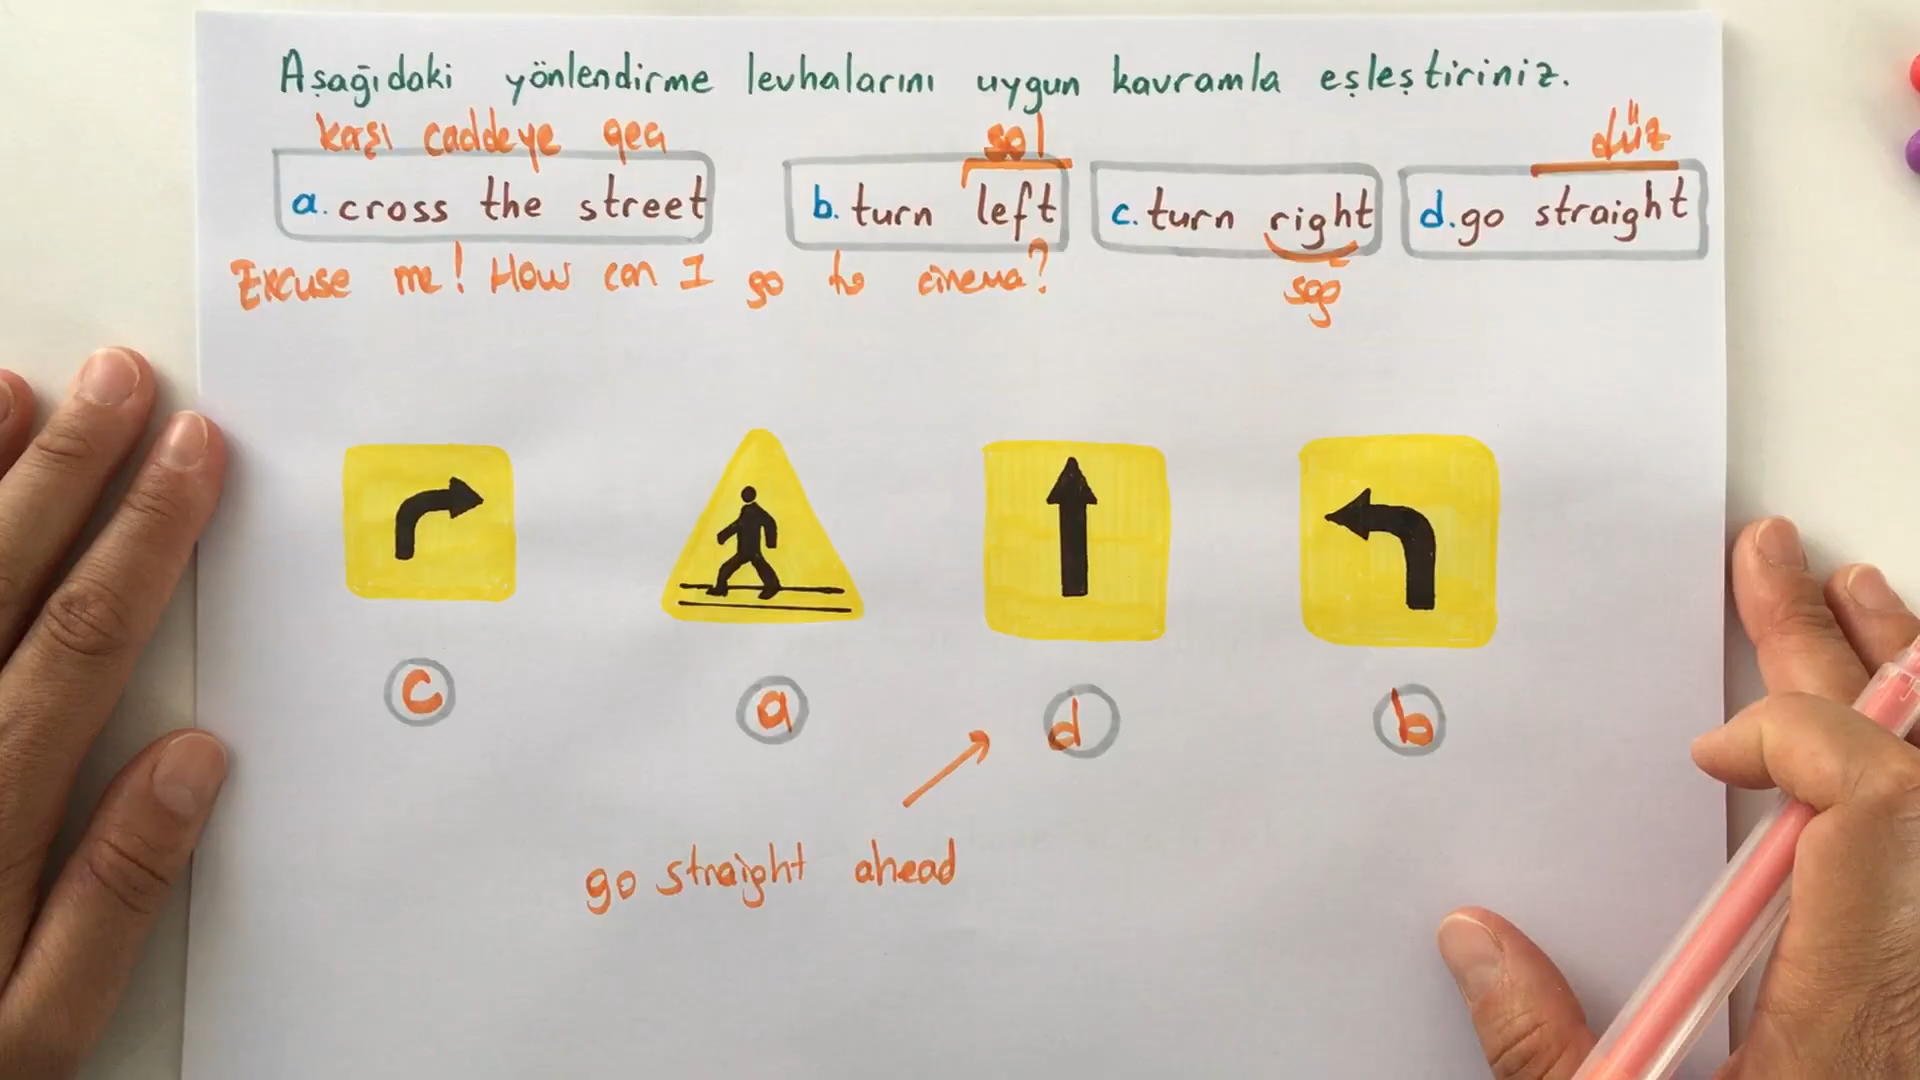 Aşağıdaki yönlendirme levhalarını uygun kavramla eşleştiriniz.
karşı caddeye geç
sol
düz
a. cross the street
b. turn left
c. turn right
d. go straight
Excuse me! How can I go to cinema?
sağ
c
a
d
b
go straight ahead